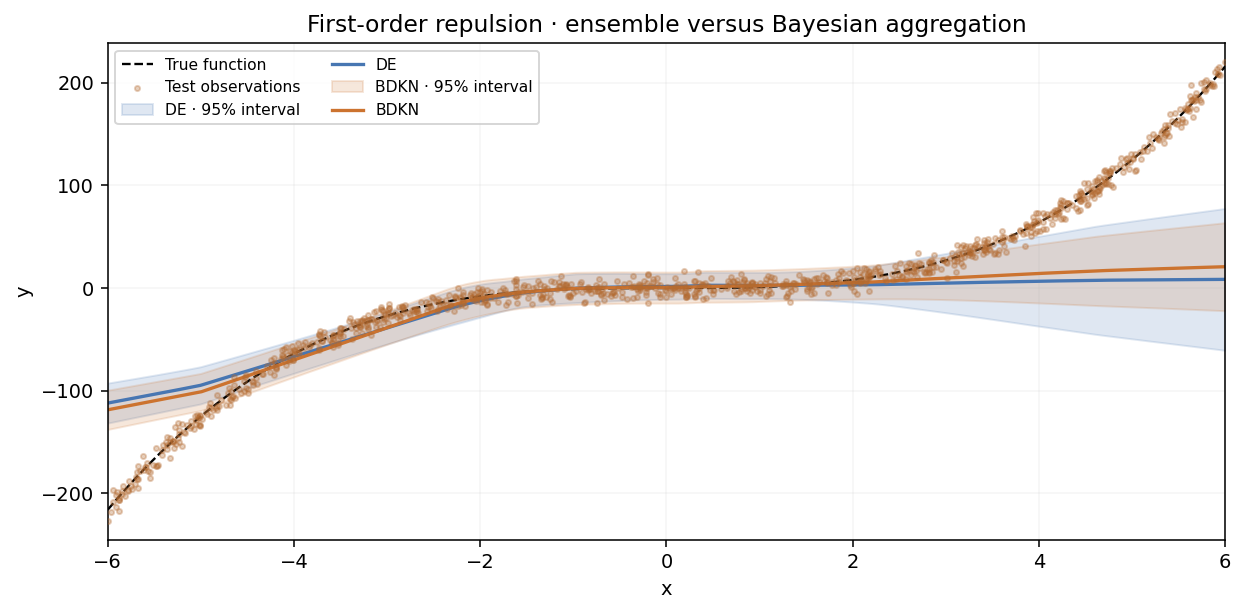 First-order repulsion · ensemble versus Bayesian aggregation
True function
Test observations
DE · 95% interval
DE
BDKN · 95% interval
BDKN
200
100
0
−100
−200
y
−6
−4
−2
0
2
4
6
x